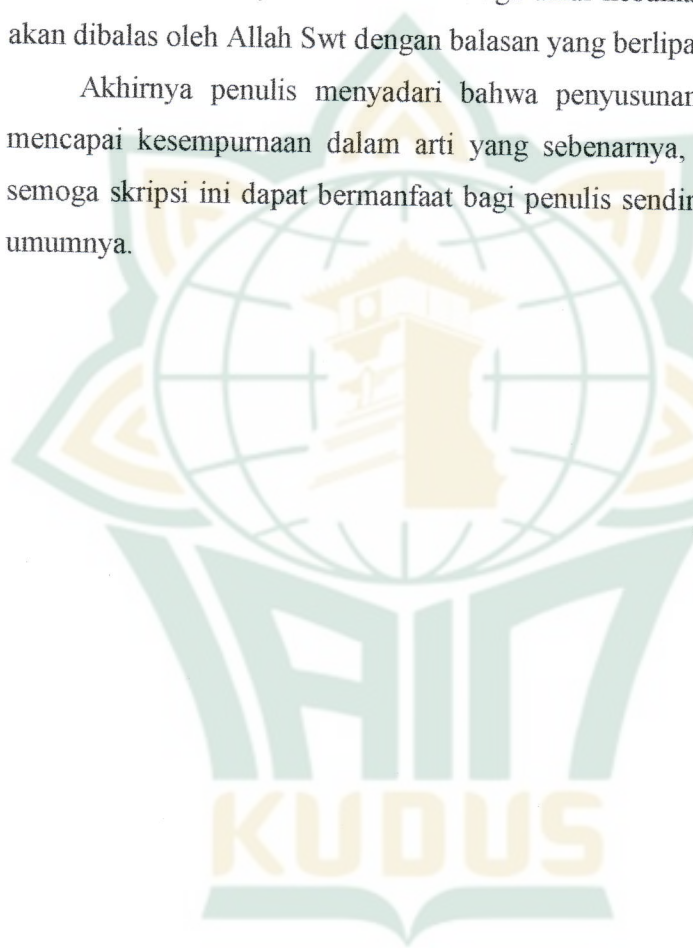 akan dibalas oleh Allah Swt dengan balasan yang berlipa
Akhirnya penulis menyadari bahwa penyusunan
mencapai kesempurnaan dalam arti yang sebenarnya,
semoga skripsi ini dapat bermanfaat bagi penulis sendir
umumnya.
IAIN
KUDUS